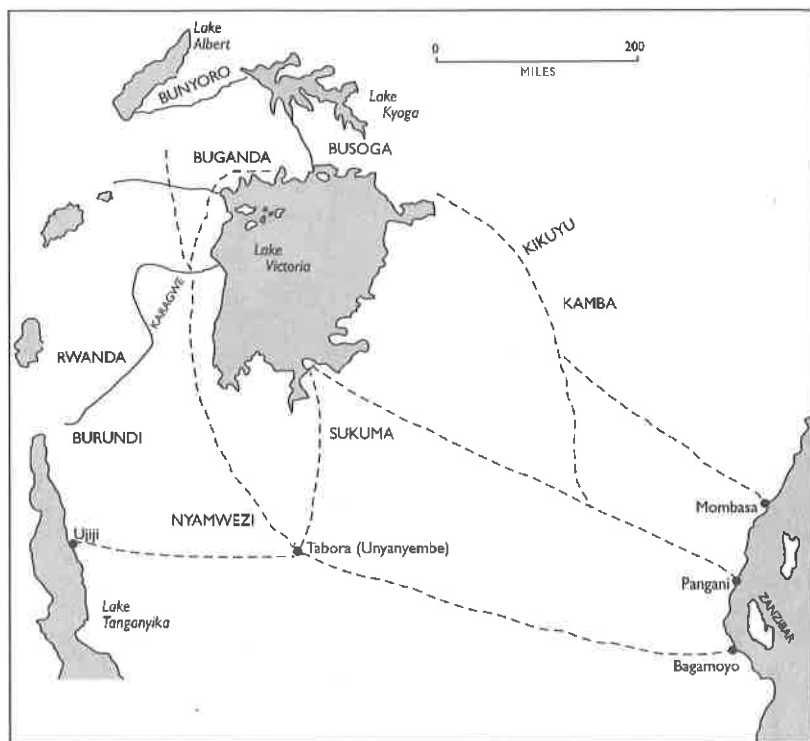 Lake
Albert
0
200
MILES
BUNYORO
Lake
Kyoga
BUGANDA
BUSOGA
Lake
Victoria
KIKUYU
KARAGWE
KAMBA
RWANDA
BURUNDI
SUKUMA
NYAMWEZI
Mombasa
Ujiji
Tabora (Unyanyembe)
Pangani
Lake
Tanganyika
ZANZIBAR
Bagamoyo